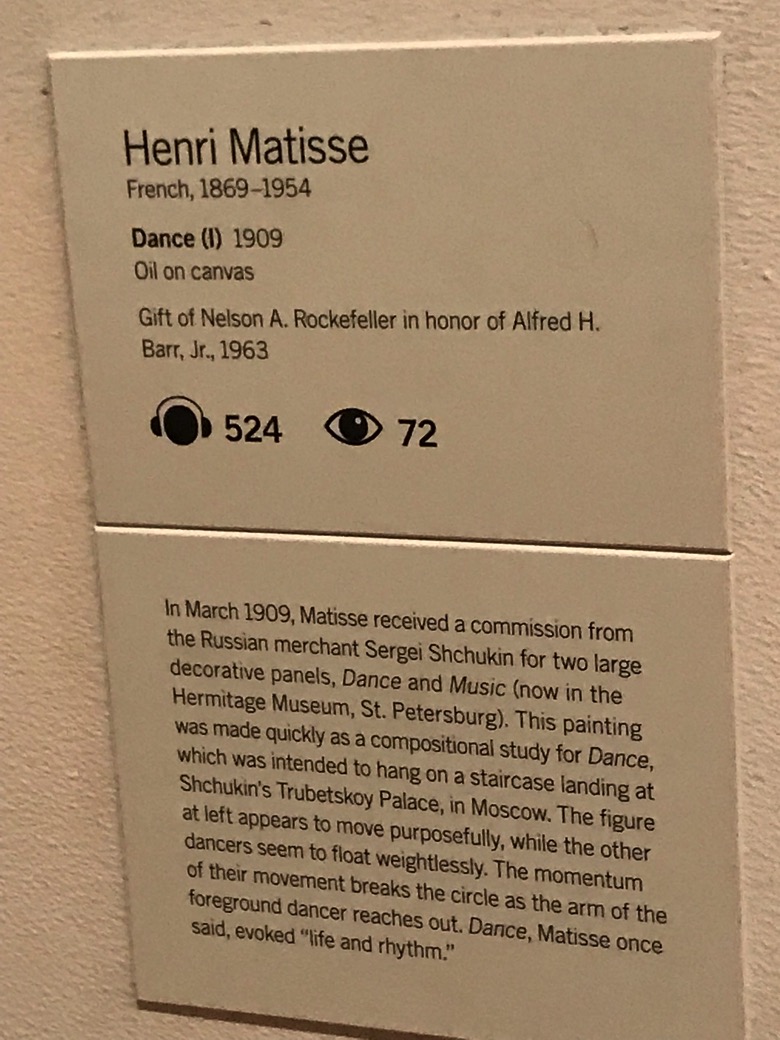 Henri Matisse
French, 1869–1954
Dance (I) 1909
Oil on canvas
Gift of Nelson A. Rockefeller in honor of Alfred H.
Barr, Jr., 1963
524 72
In March 1909, Matisse received a commission from
the Russian merchant Sergei Shchukin for two large
decorative panels, Dance and Music (now in the
Hermitage Museum, St. Petersburg). This painting
was made quickly as a compositional study for Dance,
which was intended to hang on a staircase landing at
Shchukin's Trubetskoy Palace, in Moscow. The figure
at left appears to move purposefully, while the other
dancers seem to float weightlessly. The momentum
of their movement breaks the circle as the arm of the
foreground dancer reaches out. Dance, Matisse once
said, evoked “life and rhythm.”